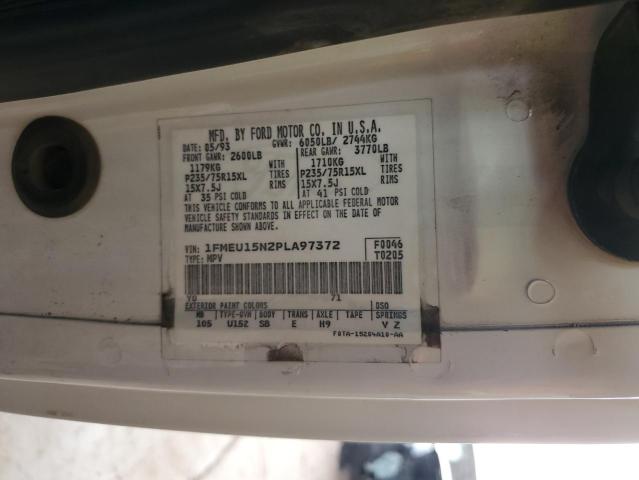 MFD. BY FORD MOTOR CO. IN U.S.A.
DATE: 05/93 GVWR: 6050LB/ 2744KG
FRONT GAWR: 2600LB REAR GAWR: 3770LB
1179KG WITH 1710KG WITH
P235/75R15XL TIRES P235/75R15XL TIRES
15X7.5J RIMS 15X7.5J RIMS
AT 35 PSI COLD AT 41 PSI COLD
THIS VEHICLE CONFORMS TO ALL APPLICABLE FEDERAL MOTOR
VEHICLE SAFETY STANDARDS IN EFFECT ON THE DATE OF
MANUFACTURE SHOWN ABOVE.
VIN: 1FMEU15N2PLA97372 F0046
TYPE: MPV T0205
YO 71
EXTERIOR PAINT COLORS DSO
WB TYPE-GVW BODY TRANS AXLE TAPE SPRINGS
105 U152 SB E H9 V Z
F0TA-15204A10-AA